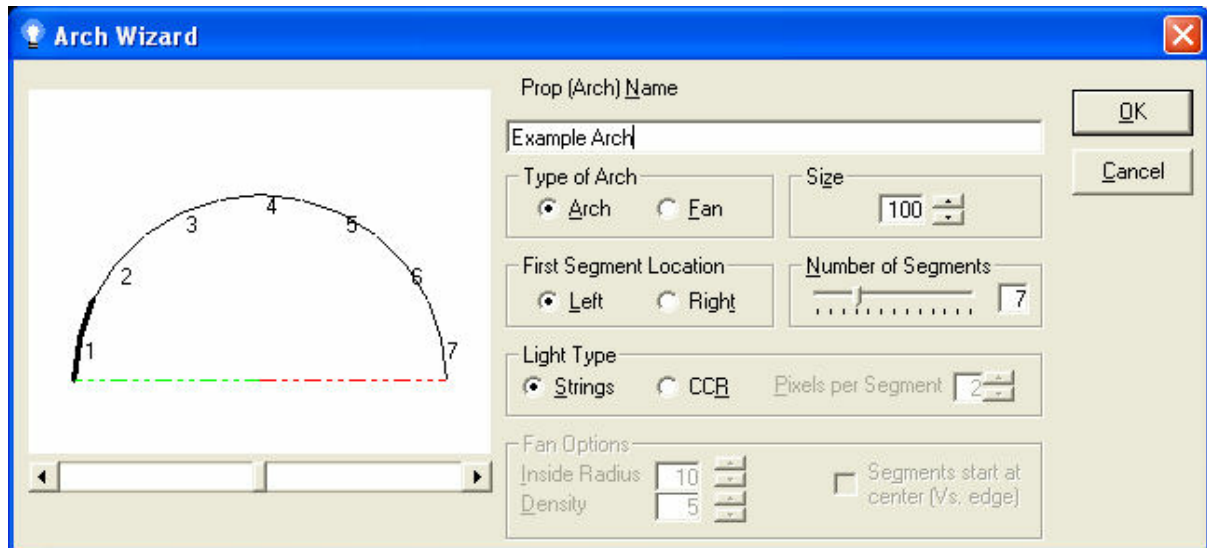 Arch Wizard
Prop (Arch) Name
OK
Example Arch
Cancel
Type of Arch
Arch Fan
Size
100
First Segment Location
Left Right
Number of Segments
7
Light Type
Strings CCR Pixels per Segment 2
Fan Options
Inside Radius 10
Density 5
Segments start at
center (Vs. edge)
1
2
3
4
5
6
7